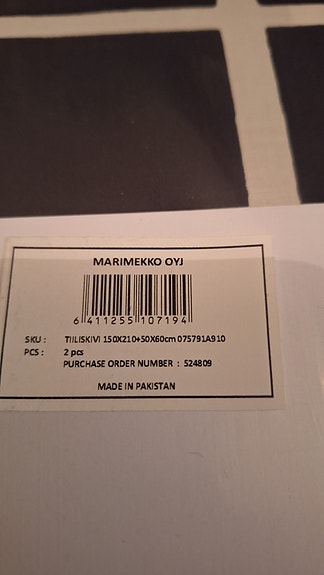 MARIMEKKO OYJ
6 411255 107194
SKU : TIILISKIVI 150X210+50X60cm 075791A910
PCS : 2 pcs
PURCHASE ORDER NUMBER : 524809
MADE IN PAKISTAN